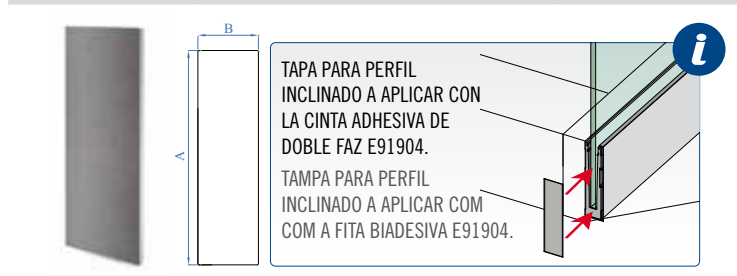 B
A
i
TAPA PARA PERFIL
INCLINADO A APLICAR CON
LA CINTA ADHESIVA DE
DOBLE FAZ E91904.
TAMPA PARA PERFIL
INCLINADO A APLICAR COM
COM A FITA BIADESIVA E91904.